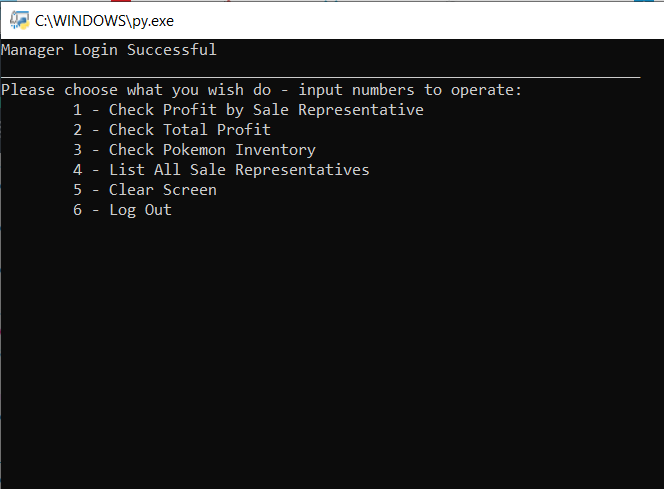 C:\WINDOWS\py.exe
Manager Login Successful
Please choose what you wish do - input numbers to operate:
1 - Check Profit by Sale Representative
2 - Check Total Profit
3 - Check Pokemon Inventory
4 - List All Sale Representatives
5 - Clear Screen
6 - Log Out